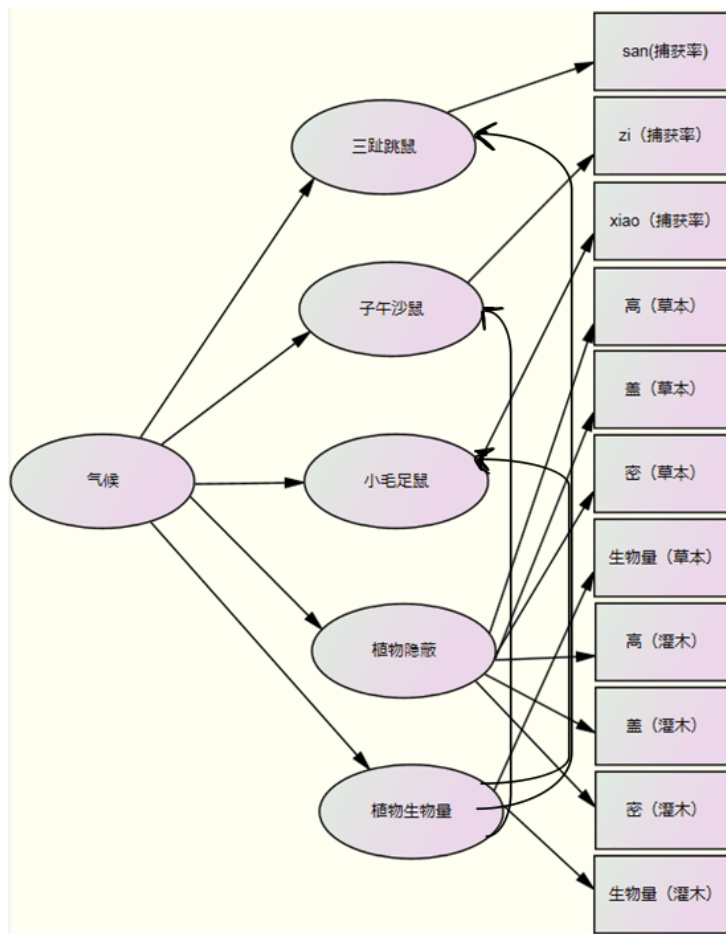 san(捕获率)
三趾跳鼠
zi（捕获率）
xiao（捕获率）
子午沙鼠
高（草本）
盖（草本）
气候
小毛足鼠
密（草本）
生物量（草本）
植物隐蔽
高（灌木）
盖（灌木）
植物生物量
密（灌木）
生物量（灌木）